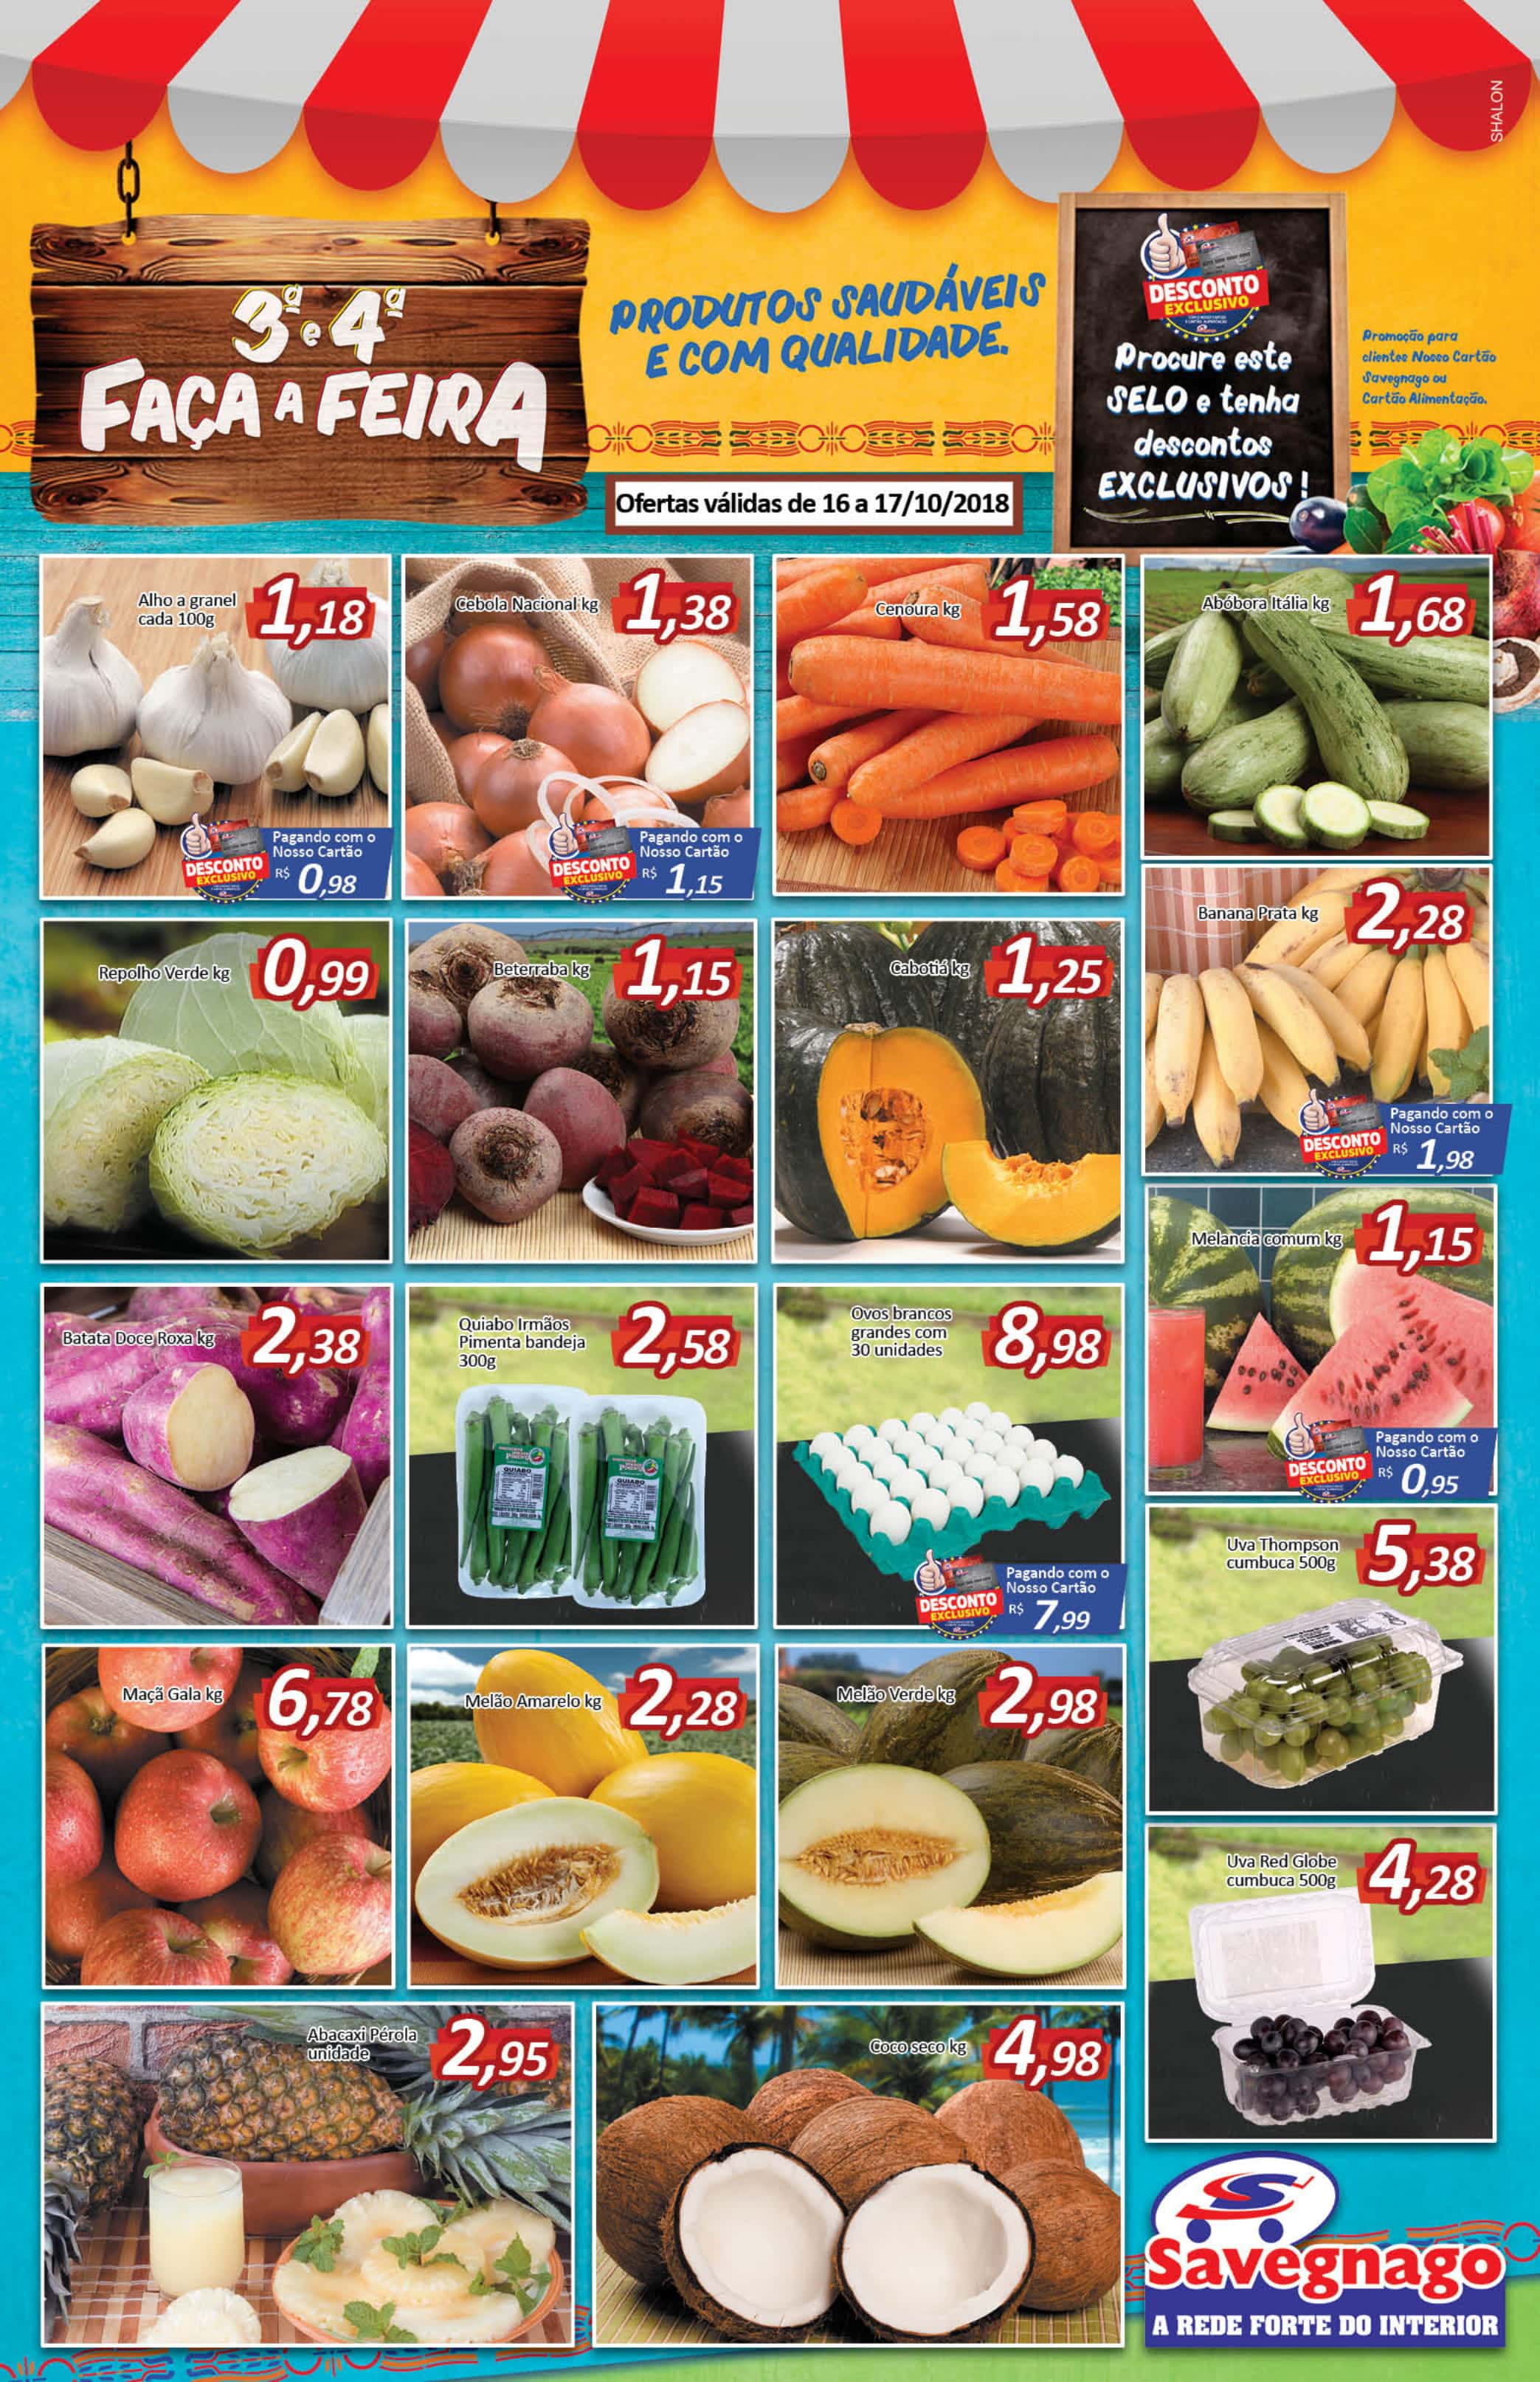 SHALON
3ª e 4ª
FAÇA A FEIRA
PRODUTOS SAUDÁVEIS
E COM QUALIDADE.
Ofertas válidas de 16 a 17/10/2018
DESCONTO
EXCLUSIVO
Procure este
SELO e tenha
descontos
EXCLUSIVOS!
Promoção para
clientes Nosso Cartão
Savegnago ou
Cartão Alimentação.
Alho a granel
cada 100g
1,18
DESCONTO
EXCLUSIVO
Pagando com o
Nosso Cartão
R$ 0,98
Cebola Nacional kg
1,38
DESCONTO
EXCLUSIVO
Pagando com o
Nosso Cartão
R$ 1,15
Cenoura kg
1,58
Abóbora Itália kg
1,68
Repolho Verde kg
0,99
Beterraba kg
1,15
Cabotiá kg
1,25
Banana Prata kg
2,28
DESCONTO
EXCLUSIVO
Pagando com o
Nosso Cartão
R$ 1,98
Melancia comum kg
1,15
DESCONTO
EXCLUSIVO
Pagando com o
Nosso Cartão
R$ 0,95
Batata Doce Roxa kg
2,38
Quiabo Irmãos
Pimenta bandeja
300g
2,58
QUIABO
QUIABO
Ovos brancos
grandes com
30 unidades
8,98
DESCONTO
EXCLUSIVO
Pagando com o
Nosso Cartão
R$ 7,99
Uva Thompson
cumbuca 500g
5,38
Maçã Gala kg
6,78
Melão Amarelo kg
2,28
Melão Verde kg
2,98
Uva Red Globe
cumbuca 500g
4,28
Abacaxi Pérola
unidade
2,95
Coco seco kg
4,98
S
Savegnago
A REDE FORTE DO INTERIOR